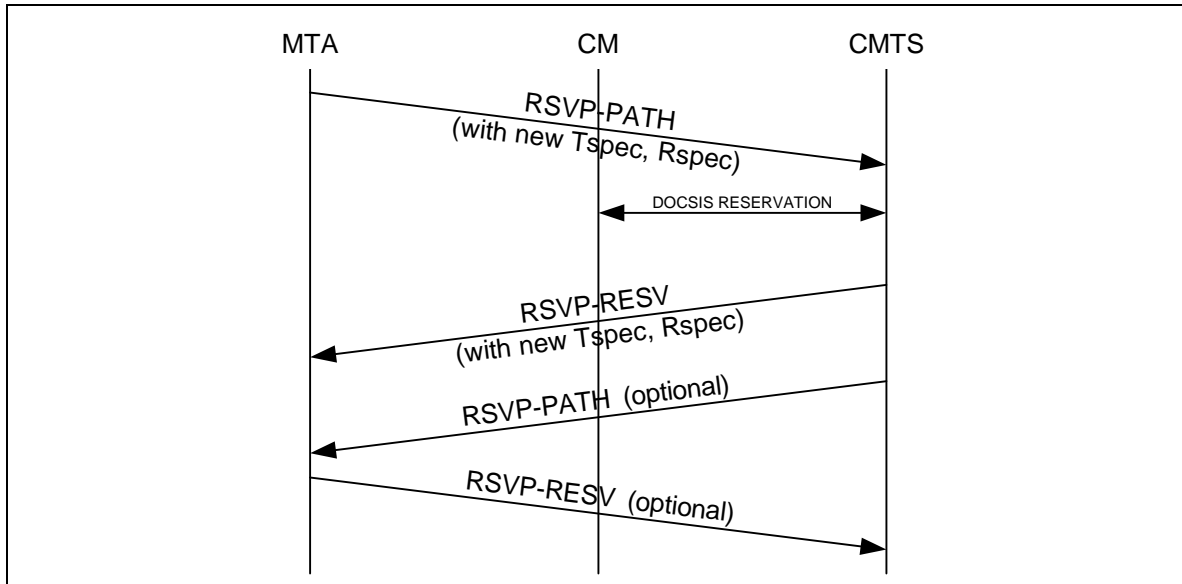 MTA CM CMTS
RSVP-PATH
(with new Tspec, Rspec)
DOCSIS RESERVATION
RSVP-RESV
(with new Tspec, Rspec)
RSVP-PATH (optional)
RSVP-RESV (optional)